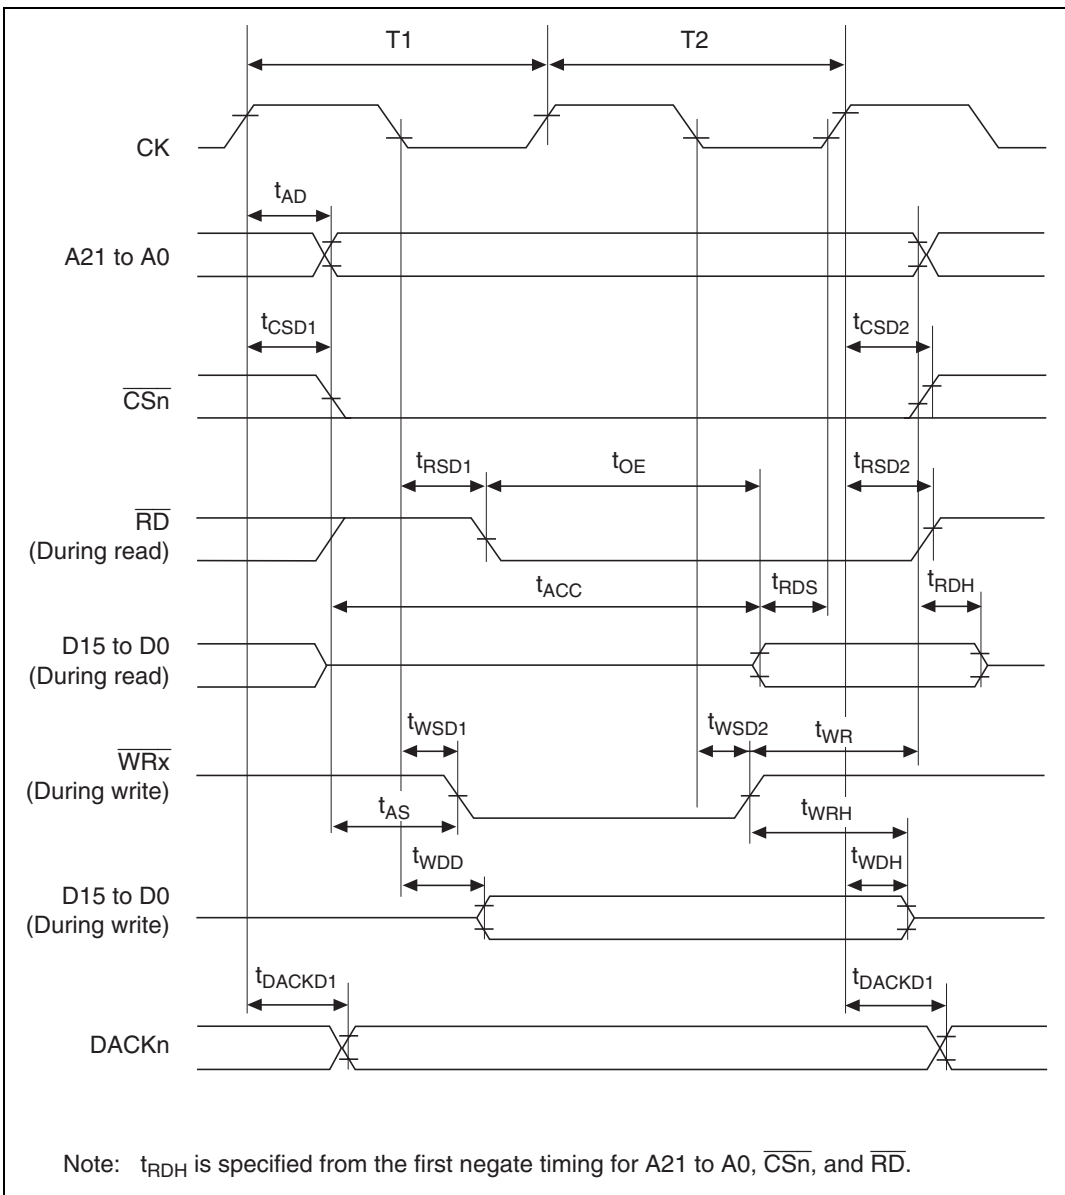 T1 T2
CK
tAD
A21 to A0
tCSD1 tCSD2
CSn
tRSD1 tOE tRSD2
RD
(During read)
tACC tRDS tRDH
D15 to D0
(During read)
tWSD1 tWSD2 tWR
WRx
(During write)
tAS tWRH
tWDD tWDH
D15 to D0
(During write)
tDACKD1 tDACKD1
DACKn
Note: tRDH is specified from the first negate timing for A21 to A0, CSn, and RD.